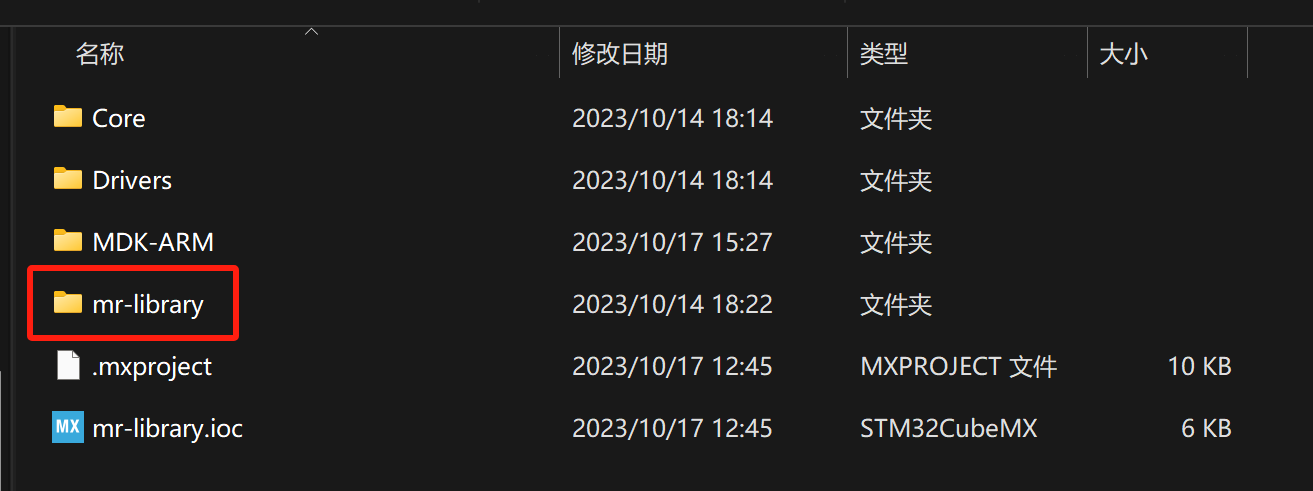 名称 修改日期 类型 大小
Core 2023/10/14 18:14 文件夹
Drivers 2023/10/14 18:14 文件夹
MDK-ARM 2023/10/17 15:27 文件夹
mr-library 2023/10/14 18:22 文件夹
.mxproject 2023/10/17 12:45 MXPROJECT 文件 10 KB
MX mr-library.ioc 2023/10/17 12:45 STM32CubeMX 6 KB